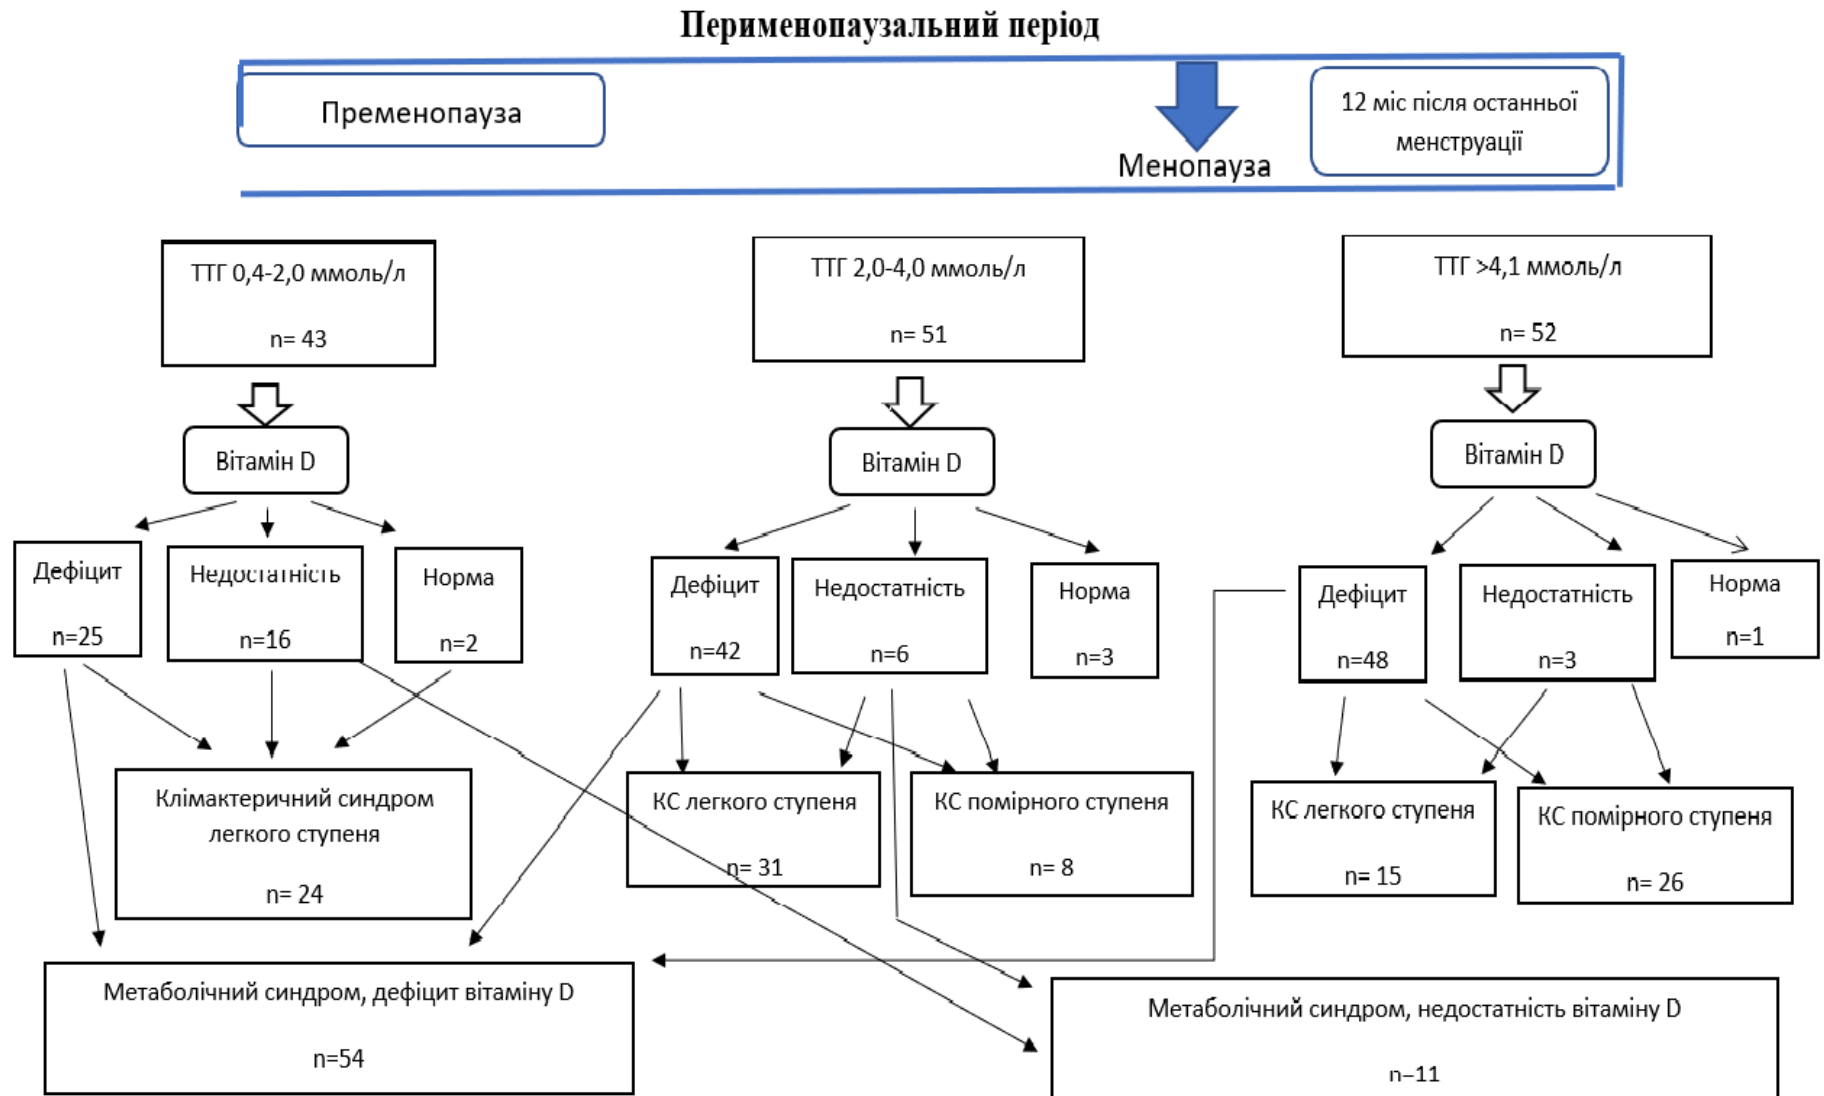 Перименопаузальний період
Пременопауза
Менопауза
12 міс після останньої
менструації
ТТГ 0,4-2,0 ммоль/л
n= 43
ТТГ 2,0-4,0 ммоль/л
n= 51
ТТГ >4,1 ммоль/л
n= 52
Вітамін D
Вітамін D
Вітамін D
Дефіцит
n=25
Недостатність
n=16
Норма
n=2
Дефіцит
n=42
Недостатність
n=6
Норма
n=3
Дефіцит
n=48
Недостатність
n=3
Норма
n=1
Клімактеричний синдром
легкого ступеня
n= 24
КС легкого ступеня
n= 31
КС помірного ступеня
n= 8
КС легкого ступеня
n= 15
КС помірного ступеня
n= 26
Метаболічний синдром, дефіцит вітаміну D
n=54
Метаболічний синдром, недостатність вітаміну D
n–11